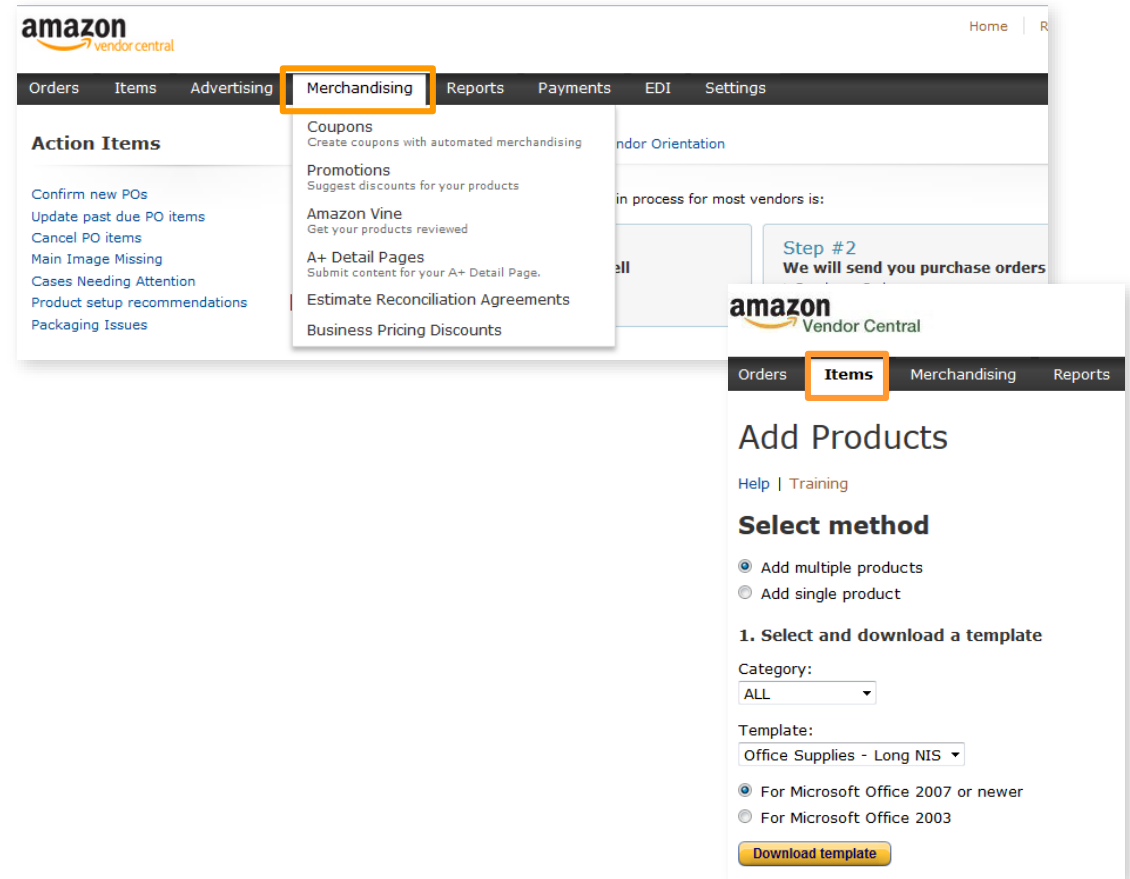 amazon
vendor central
Home
R
Orders Items Advertising Merchandising Reports Payments EDI Settings
Action Items
Confirm new POs
Update past due PO items
Cancel PO items
Main Image Missing
Cases Needing Attention
Product setup recommendations
Packaging Issues
Coupons
Create coupons with automated merchandising
Promotions
Suggest discounts for your products
Amazon Vine
Get your products reviewed
A+ Detail Pages
Submit content for your A+ Detail Page.
Estimate Reconciliation Agreements
Business Pricing Discounts
ndor Orientation
in process for most vendors is:
ell
Step #2
We will send you purchase orders
amazon
Vendor Central
Orders Items Merchandising Reports
Add Products
Help | Training
Select method
Add multiple products
Add single product
1. Select and download a template
Category:
ALL
Template:
Office Supplies - Long NIS
For Microsoft Office 2007 or newer
For Microsoft Office 2003
Download template